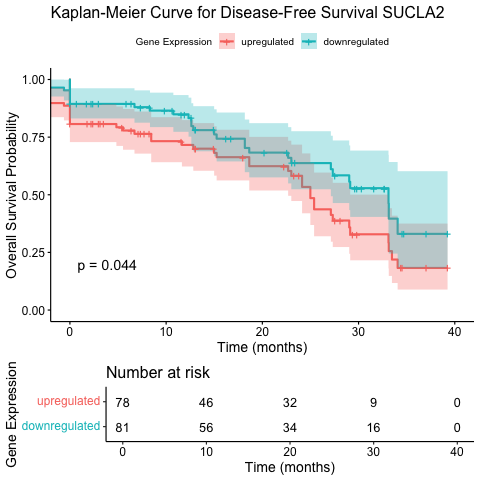 Kaplan-Meier Curve for Disease-Free Survival SUCLA2
Gene Expression upregulated downregulated
Overall Survival Probability
1.00
0.75
0.50
0.25
0.00
p = 0.044
0 10 20 30 40
Time (months)
Number at risk
Gene Expression
upregulated 78 46 32 9 0
downregulated 81 56 34 16 0
0 10 20 30 40
Time (months)